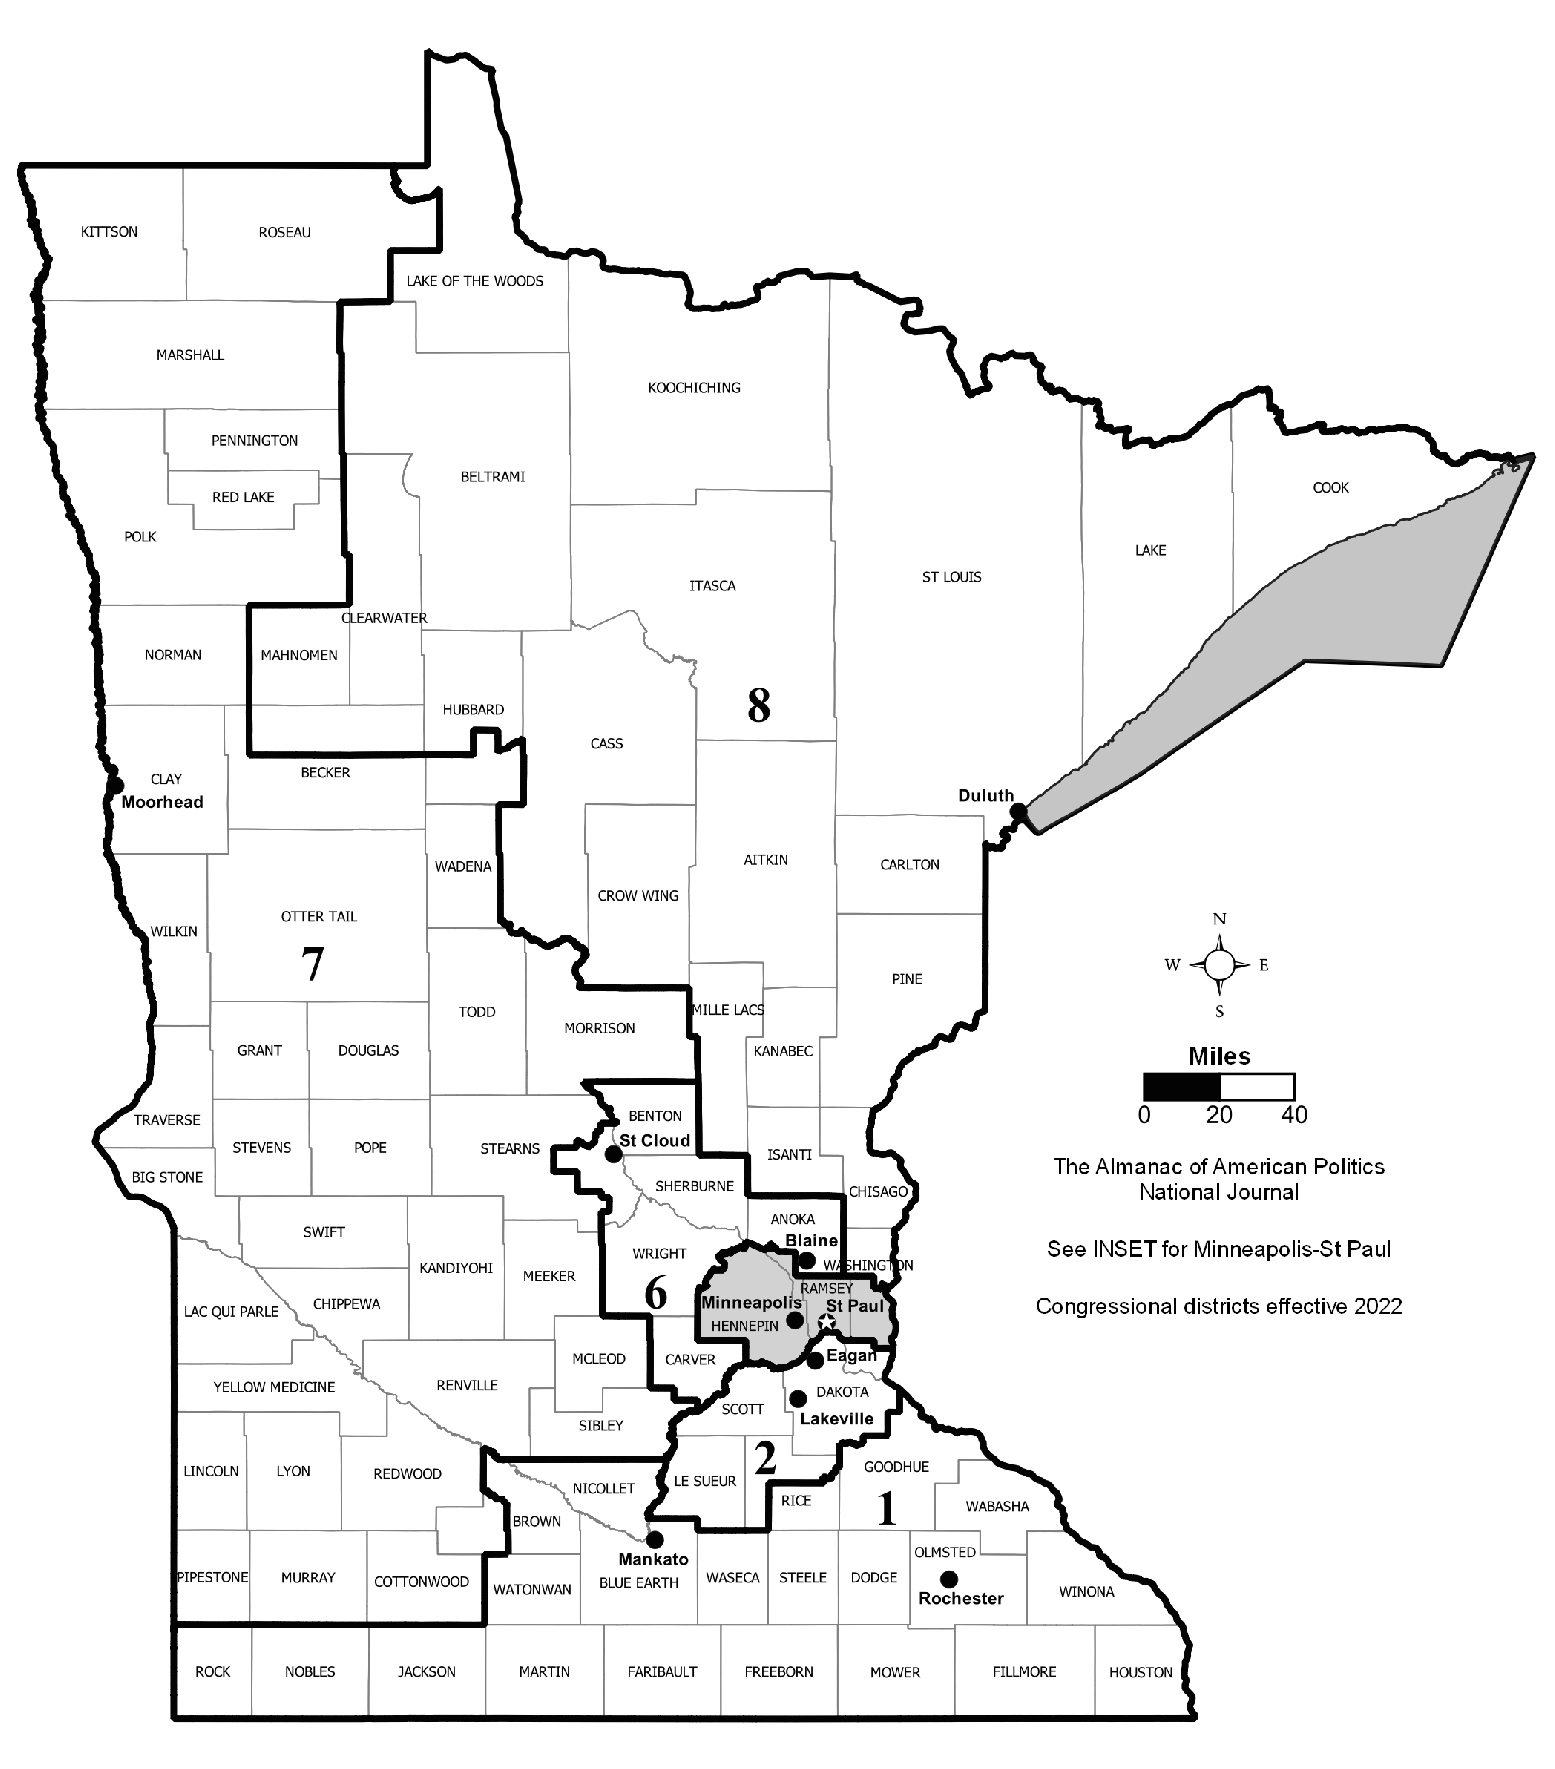 KITTSON
ROSEAU
LAKE OF THE WOODS
MARSHALL
KOOCHICHING
PENNINGTON
BELTRAMI
RED LAKE
COOK
POLK
LAKE
ST LOUIS
ITASCA
CLEARWATER
NORMAN
MAHNOMEN
8
HUBBARD
CASS
BECKER
CLAY
Moorhead
Duluth
AITKIN
CARLTON
WADENA
CROW WING
OTTER TAIL
WILKIN
7
PINE
N
W
E
S
TODD
MILLE LACS
MORRISON
GRANT
DOUGLAS
KANABEC
Miles
0 20 40
TRAVERSE
BENTON
St Cloud
STEVENS
POPE
STEARNS
ISANTI
The Almanac of American Politics
National Journal
BIG STONE
SHERBURNE
CHISAGO
SWIFT
ANOKA
Blaine
See INSET for Minneapolis-St Paul
WRIGHT
WASHINGTON
KANDIYOHI
MEEKER
6
RAMSEY
CHIPPEWA
Minneapolis
St Paul
Congressional districts effective 2022
LAC QUI PARLE
HENNEPIN
MCLEOD
CARVER
Eagan
YELLOW MEDICINE
RENVILLE
DAKOTA
SCOTT
Lakeville
SIBLEY
2
LINCOLN
LYON
REDWOOD
GOODHUE
LE SUEUR
NICOLLET
RICE
1
WABASHA
BROWN
Mankato
OLMSTED
PIPESTONE
MURRAY
COTTONWOOD
WATONWAN
BLUE EARTH
WASECA
STEELE
DODGE
Rochester
WINONA
ROCK
NOBLES
JACKSON
MARTIN
FARIBAULT
FREEBORN
MOWER
FILLMORE
HOUSTON